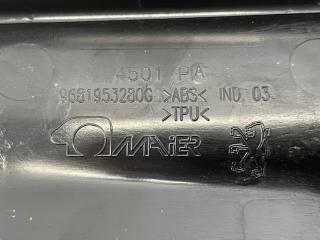 4501 PA
9681953280G >ABS< IND 03
>TPU<
MAIER